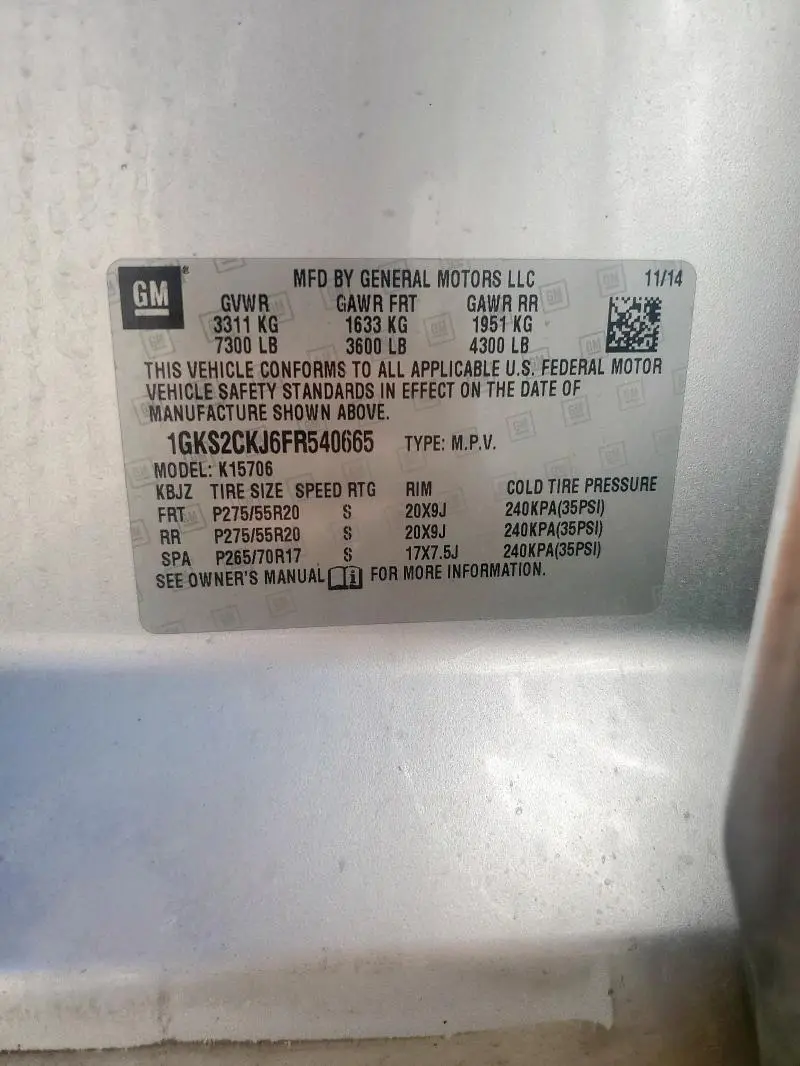 GM ® MFD BY GENERAL MOTORS LLC 11/14
GVWR GAWR FRT GAWR RR
3311 KG 1633 KG 1951 KG
7300 LB 3600 LB 4300 LB
THIS VEHICLE CONFORMS TO ALL APPLICABLE U.S. FEDERAL MOTOR
VEHICLE SAFETY STANDARDS IN EFFECT ON THE DATE OF
MANUFACTURE SHOWN ABOVE.
1GKS2CKJ6FR540665 TYPE: M.P.V.
MODEL: K15706
KBJZ TIRE SIZE SPEED RTG RIM COLD TIRE PRESSURE
FRT P275/55R20 S 20X9J 240KPA(35PSI)
RR P275/55R20 S 20X9J 240KPA(35PSI)
SPA P265/70R17 S 17X7.5J 240KPA(35PSI)
SEE OWNER'S MANUAL i FOR MORE INFORMATION.